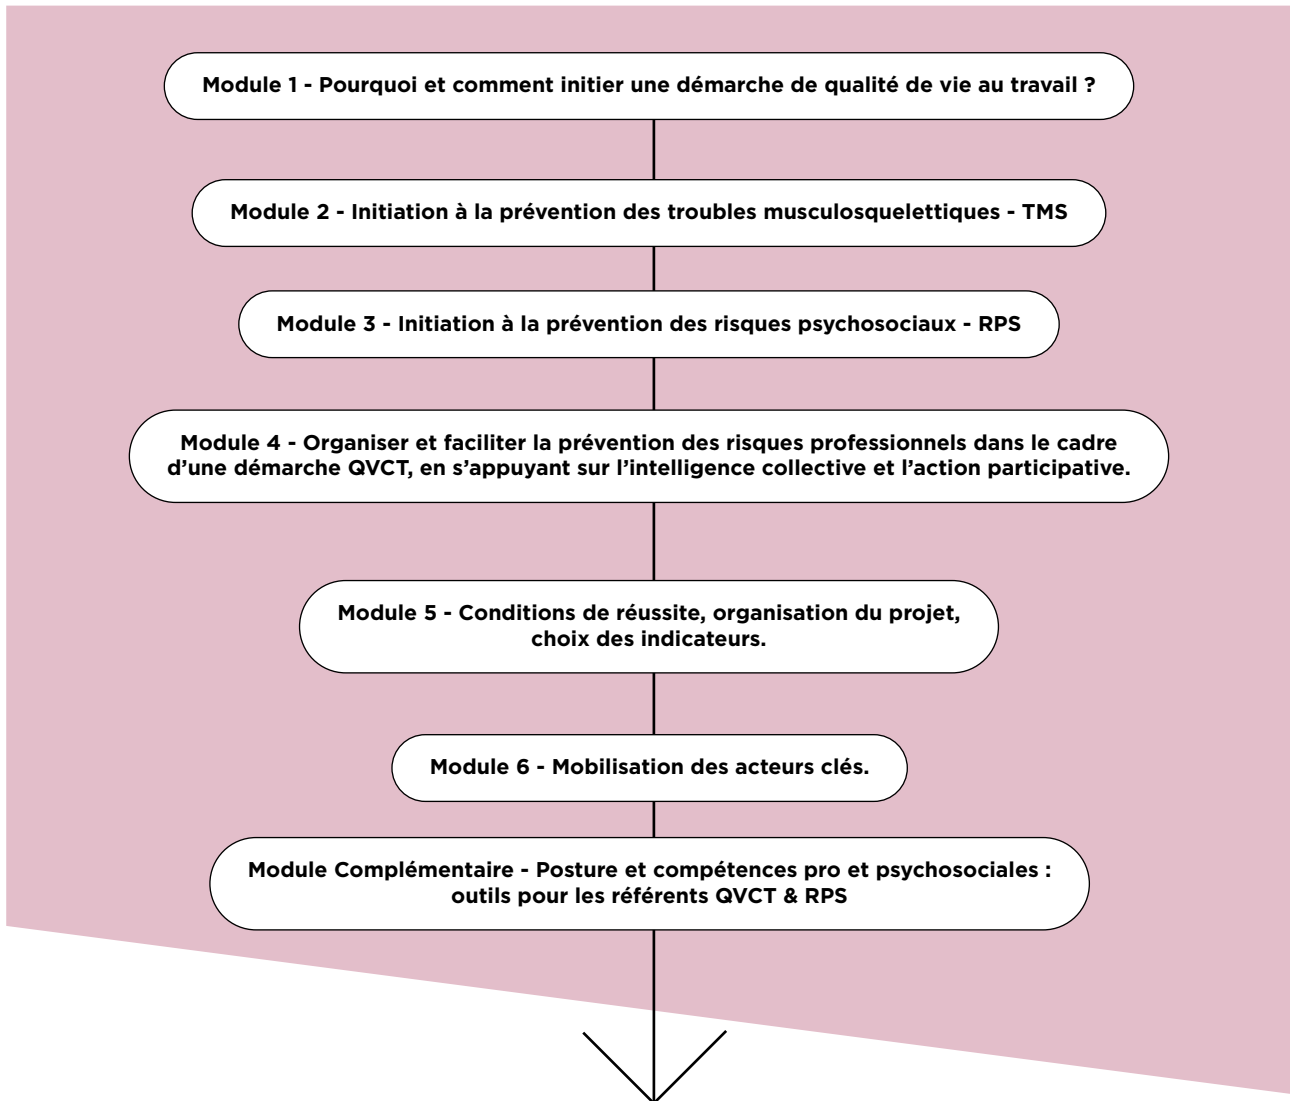 Module 1 - Pourquoi et comment initier une démarche de qualité de vie au travail ?
Module 2 - Initiation à la prévention des troubles musculosquelettiques - TMS
Module 3 - Initiation à la prévention des risques psychosociaux - RPS
Module 4 - Organiser et faciliter la prévention des risques professionnels dans le cadre
d’une démarche QVCT, en s’appuyant sur l’intelligence collective et l’action participative.
Module 5 - Conditions de réussite, organisation du projet,
choix des indicateurs.
Module 6 - Mobilisation des acteurs clés.
Module Complémentaire - Posture et compétences pro et psychosociales :
outils pour les référents QVCT & RPS